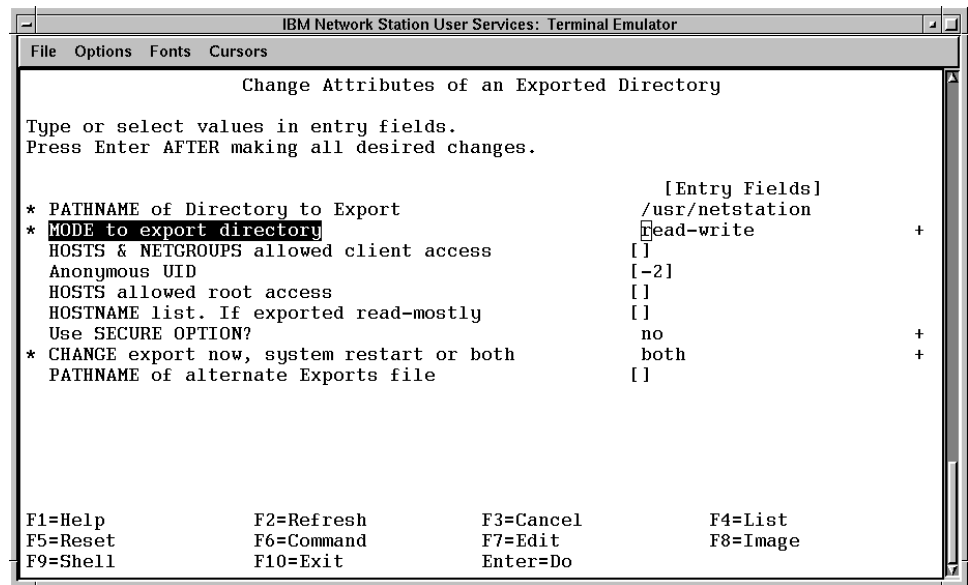 IBM Network Station User Services: Terminal Emulator
File Options Fonts Cursors
Change Attributes of an Exported Directory
Type or select values in entry fields.
Press Enter AFTER making all desired changes.
[Entry Fields]
* PATHNAME of Directory to Export /usr/netstation
* MODE to export directory read-write +
HOSTS & NETGROUPS allowed client access []
Anonymous UID [-2]
HOSTS allowed root access []
HOSTNAME list. If exported read-mostly []
Use SECURE OPTION? no +
* CHANGE export now, system restart or both both +
PATHNAME of alternate Exports file []
F1=Help F2=Refresh F3=Cancel F4=List
F5=Reset F6=Command F7=Edit F8=Image
F9=Shell F10=Exit Enter=Do